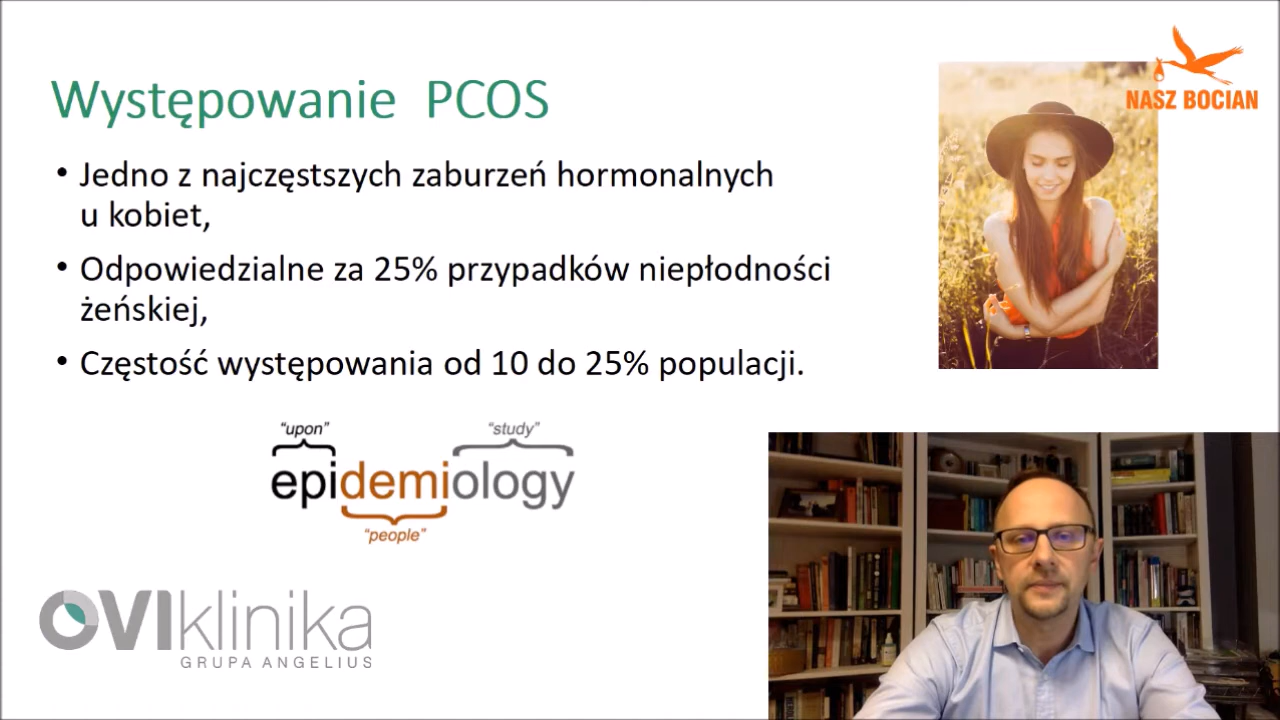 NASZ BOCIAN
Występowanie PCOS
• Jedno z najczęstszych zaburzeń hormonalnych
u kobiet,
• Odpowiedzialne za 25% przypadków niepłodności
żeńskiej,
• Częstość występowania od 10 do 25% populacji.
“upon” “study”
epidemiology
“people”
OVIklinika
GRUPA ANGELIUS